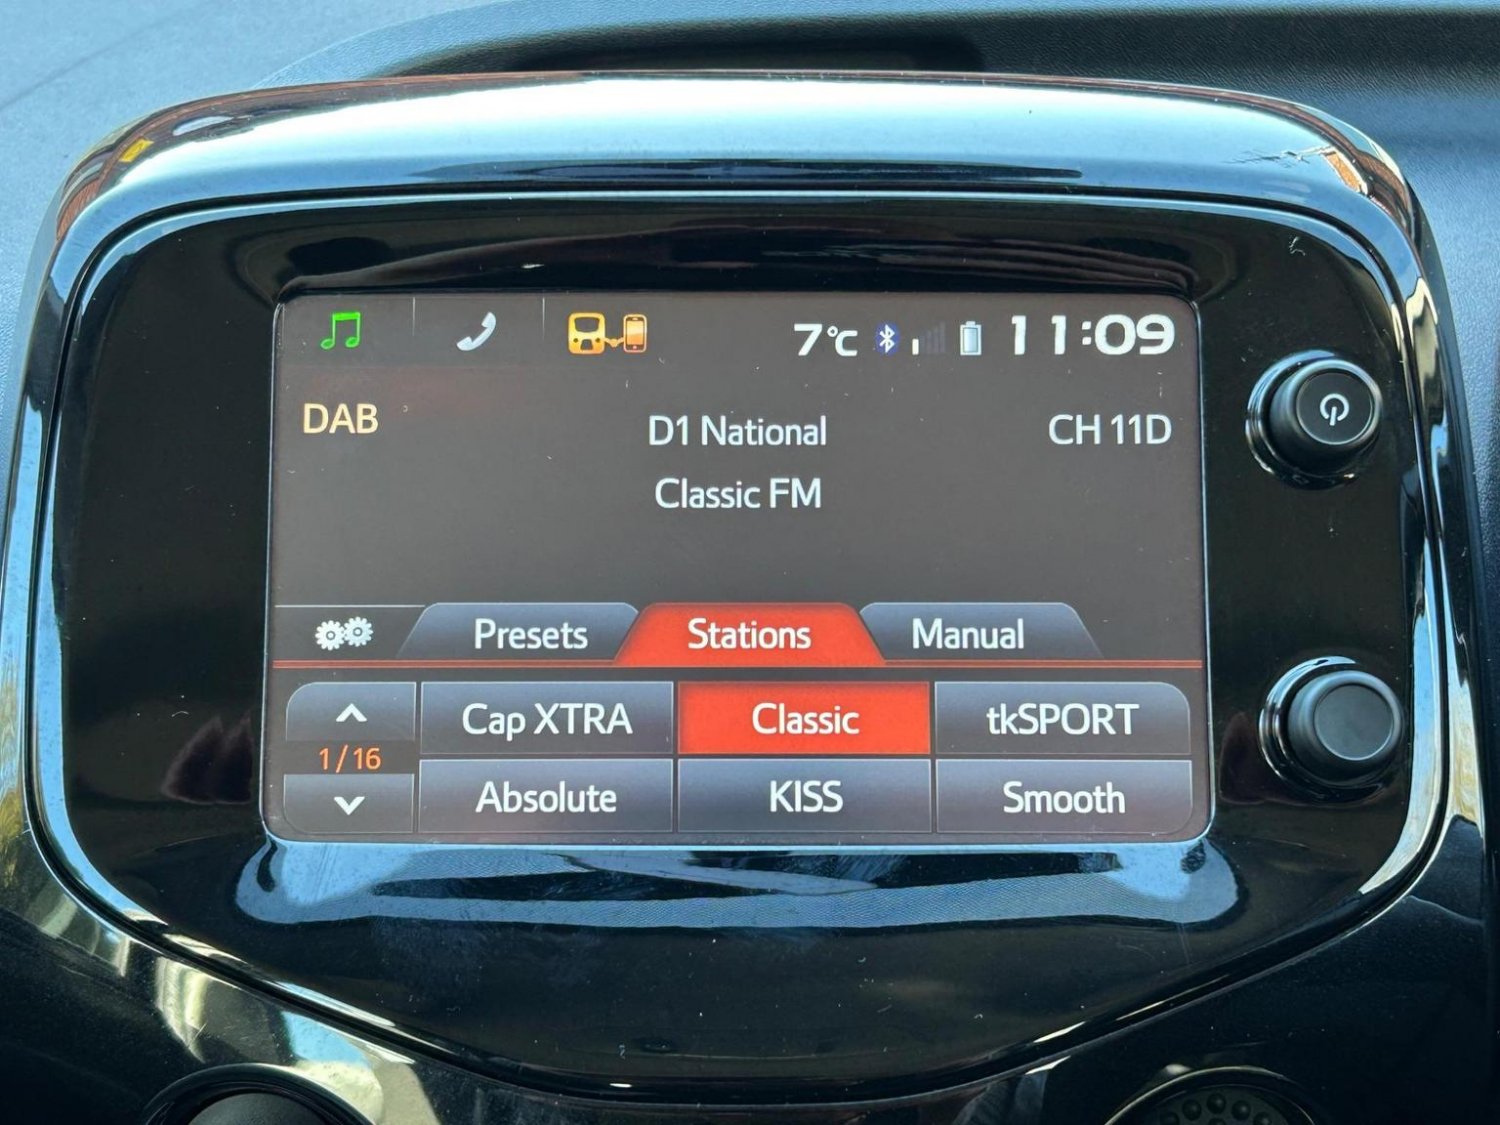 7°C 11:09
DAB D1 National CH 11D
Classic FM
Presets Stations Manual
Cap XTRA Classic tkSPORT
1/16
Absolute KISS Smooth